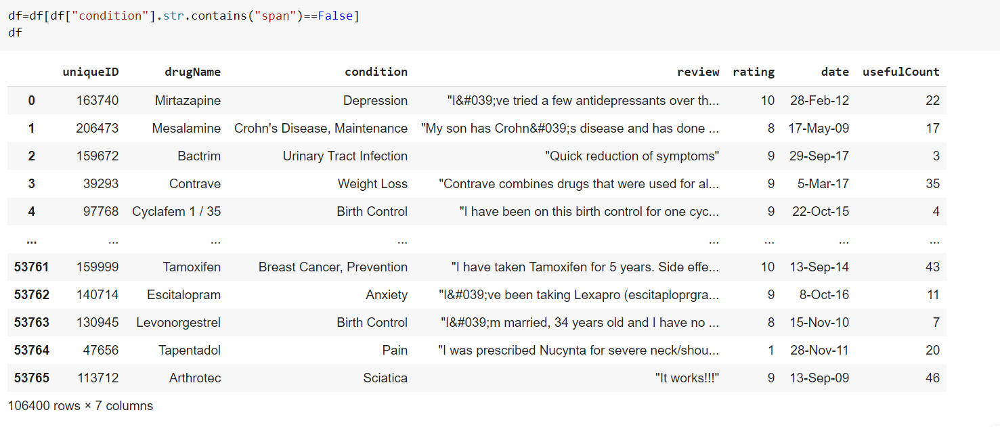 df=df[df["condition"].str.contains("span")==False]
df
uniqueID drugName condition review rating date usefulCount
0 163740 Mirtazapine Depression "I&#039;ve tried a few antidepressants over th... 10 28-Feb-12 22
1 206473 Mesalamine Crohn's Disease, Maintenance "My son has Crohn&#039;s disease and has done ... 8 17-May-09 17
2 159672 Bactrim Urinary Tract Infection "Quick reduction of symptoms" 9 29-Sep-17 3
3 39293 Contrave Weight Loss "Contrave combines drugs that were used for al... 9 5-Mar-17 35
4 97768 Cyclafem 1 / 35 Birth Control "I have been on this birth control for one cyc... 9 22-Oct-15 4
... ... ... ... ... ... ... ...
53761 159999 Tamoxifen Breast Cancer, Prevention "I have taken Tamoxifen for 5 years. Side effe... 10 13-Sep-14 43
53762 140714 Escitalopram Anxiety "I&#039;ve been taking Lexapro (escitaploprgra... 9 8-Oct-16 11
53763 130945 Levonorgestrel Birth Control "I&#039;m married, 34 years old and I have no ... 8 15-Nov-10 7
53764 47656 Tapentadol Pain "I was prescribed Nucynta for severe neck/shou... 1 28-Nov-11 20
53765 113712 Arthrotec Sciatica "It works!!!" 9 13-Sep-09 46
106400 rows × 7 columns